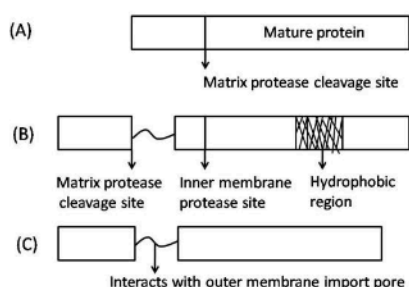 (A)
Mature protein
Matrix protease cleavage site
(B)
Matrix protease
cleavage site
Inner membrane
protease site
Hydrophobic
region
(C)
Interacts with outer membrane import pore